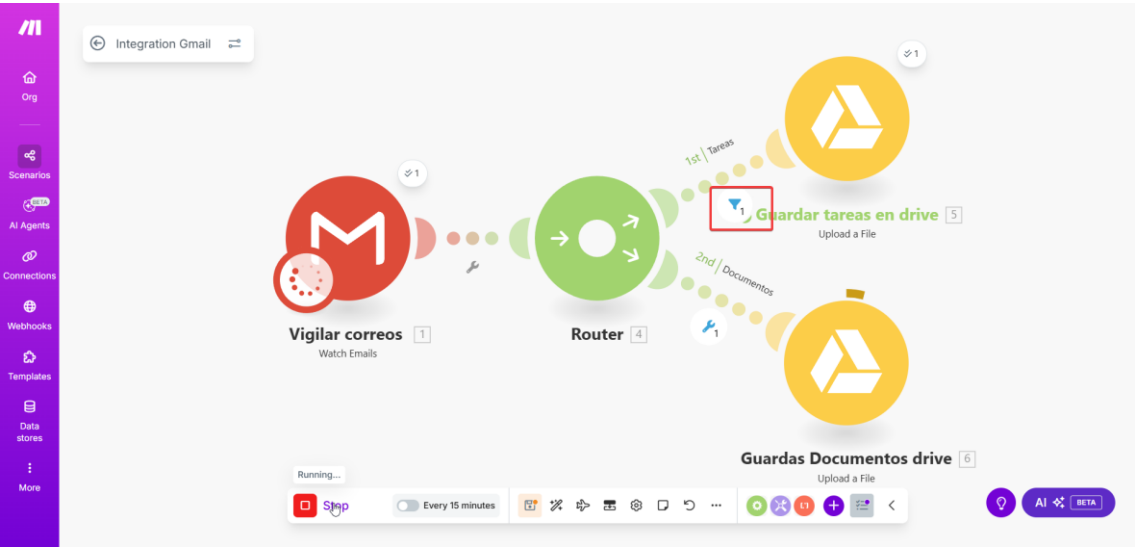 Integration Gmail
Org
Scenarios
BETA
AI Agents
Connections
Webhooks
Templates
Data
stores
More
1
1
1st | Tareas
1
Guardar tareas en drive 5
Upload a File
2nd | Documentos
1
Vigilar correos 1
Watch Emails
Router 4
Guardas Documentos drive 6
Upload a File
Running...
Stop
Every 15 minutes
AI BETA